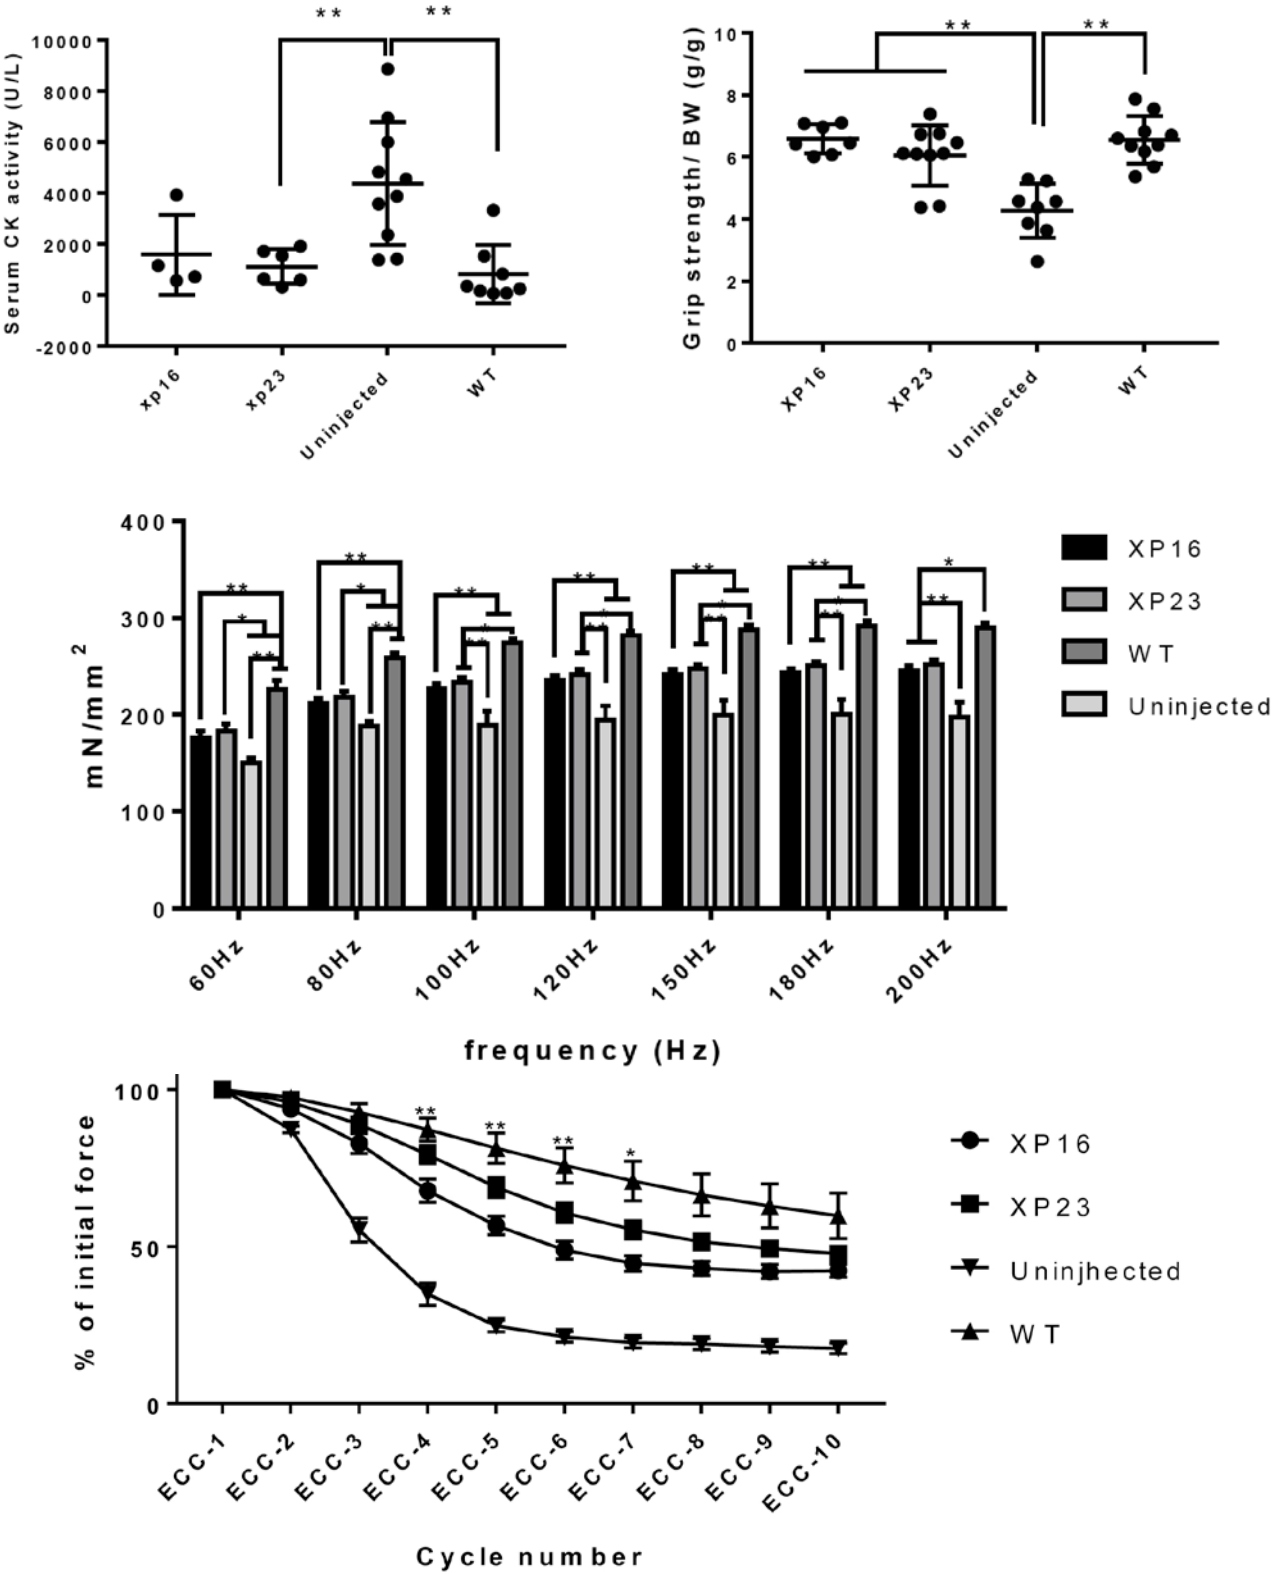 **
**
10000
8000
6000
4000
2000
0
-2000
Serum CK activity (U/L)
xp16
xp23
Uninjected
WT
**
**
10
8
6
4
2
0
Grip strength/ BW (g/g)
XP16
XP23
Uninjected
WT
400
300
200
100
0
mN/mm2
**
*
**
**
*
**
**
*
**
**
*
**
**
*
**
**
*
**
*
**
XP16
XP23
WT
Uninjected
60Hz
80Hz
100Hz
120Hz
150Hz
180Hz
200Hz
frequency (Hz)
100
50
0
% of initial force
**
**
**
*
XP16
XP23
Uninjhected
WT
ECC-1
ECC-2
ECC-3
ECC-4
ECC-5
ECC-6
ECC-7
ECC-8
ECC-9
ECC-10
Cycle number